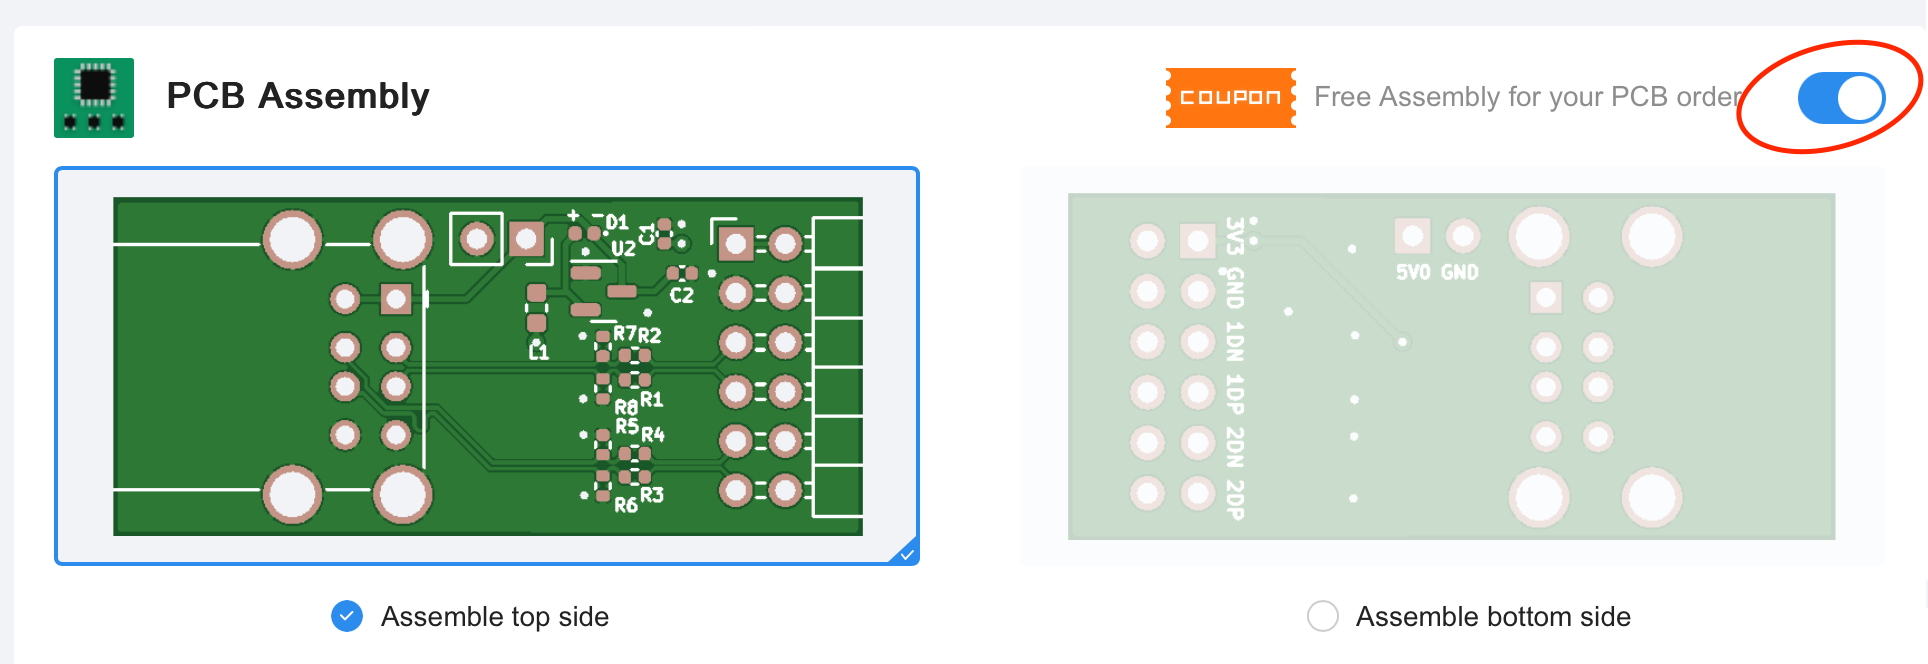 PCB Assembly
COUPON Free Assembly for your PCB order
+ -
D1
C1
U2
C2
L1
R7 R2
R8 R1
R5 R4
R6 R3
3V3
GND
1DN
1DP
2DN
2DP
5V0 GND
Assemble top side
Assemble bottom side